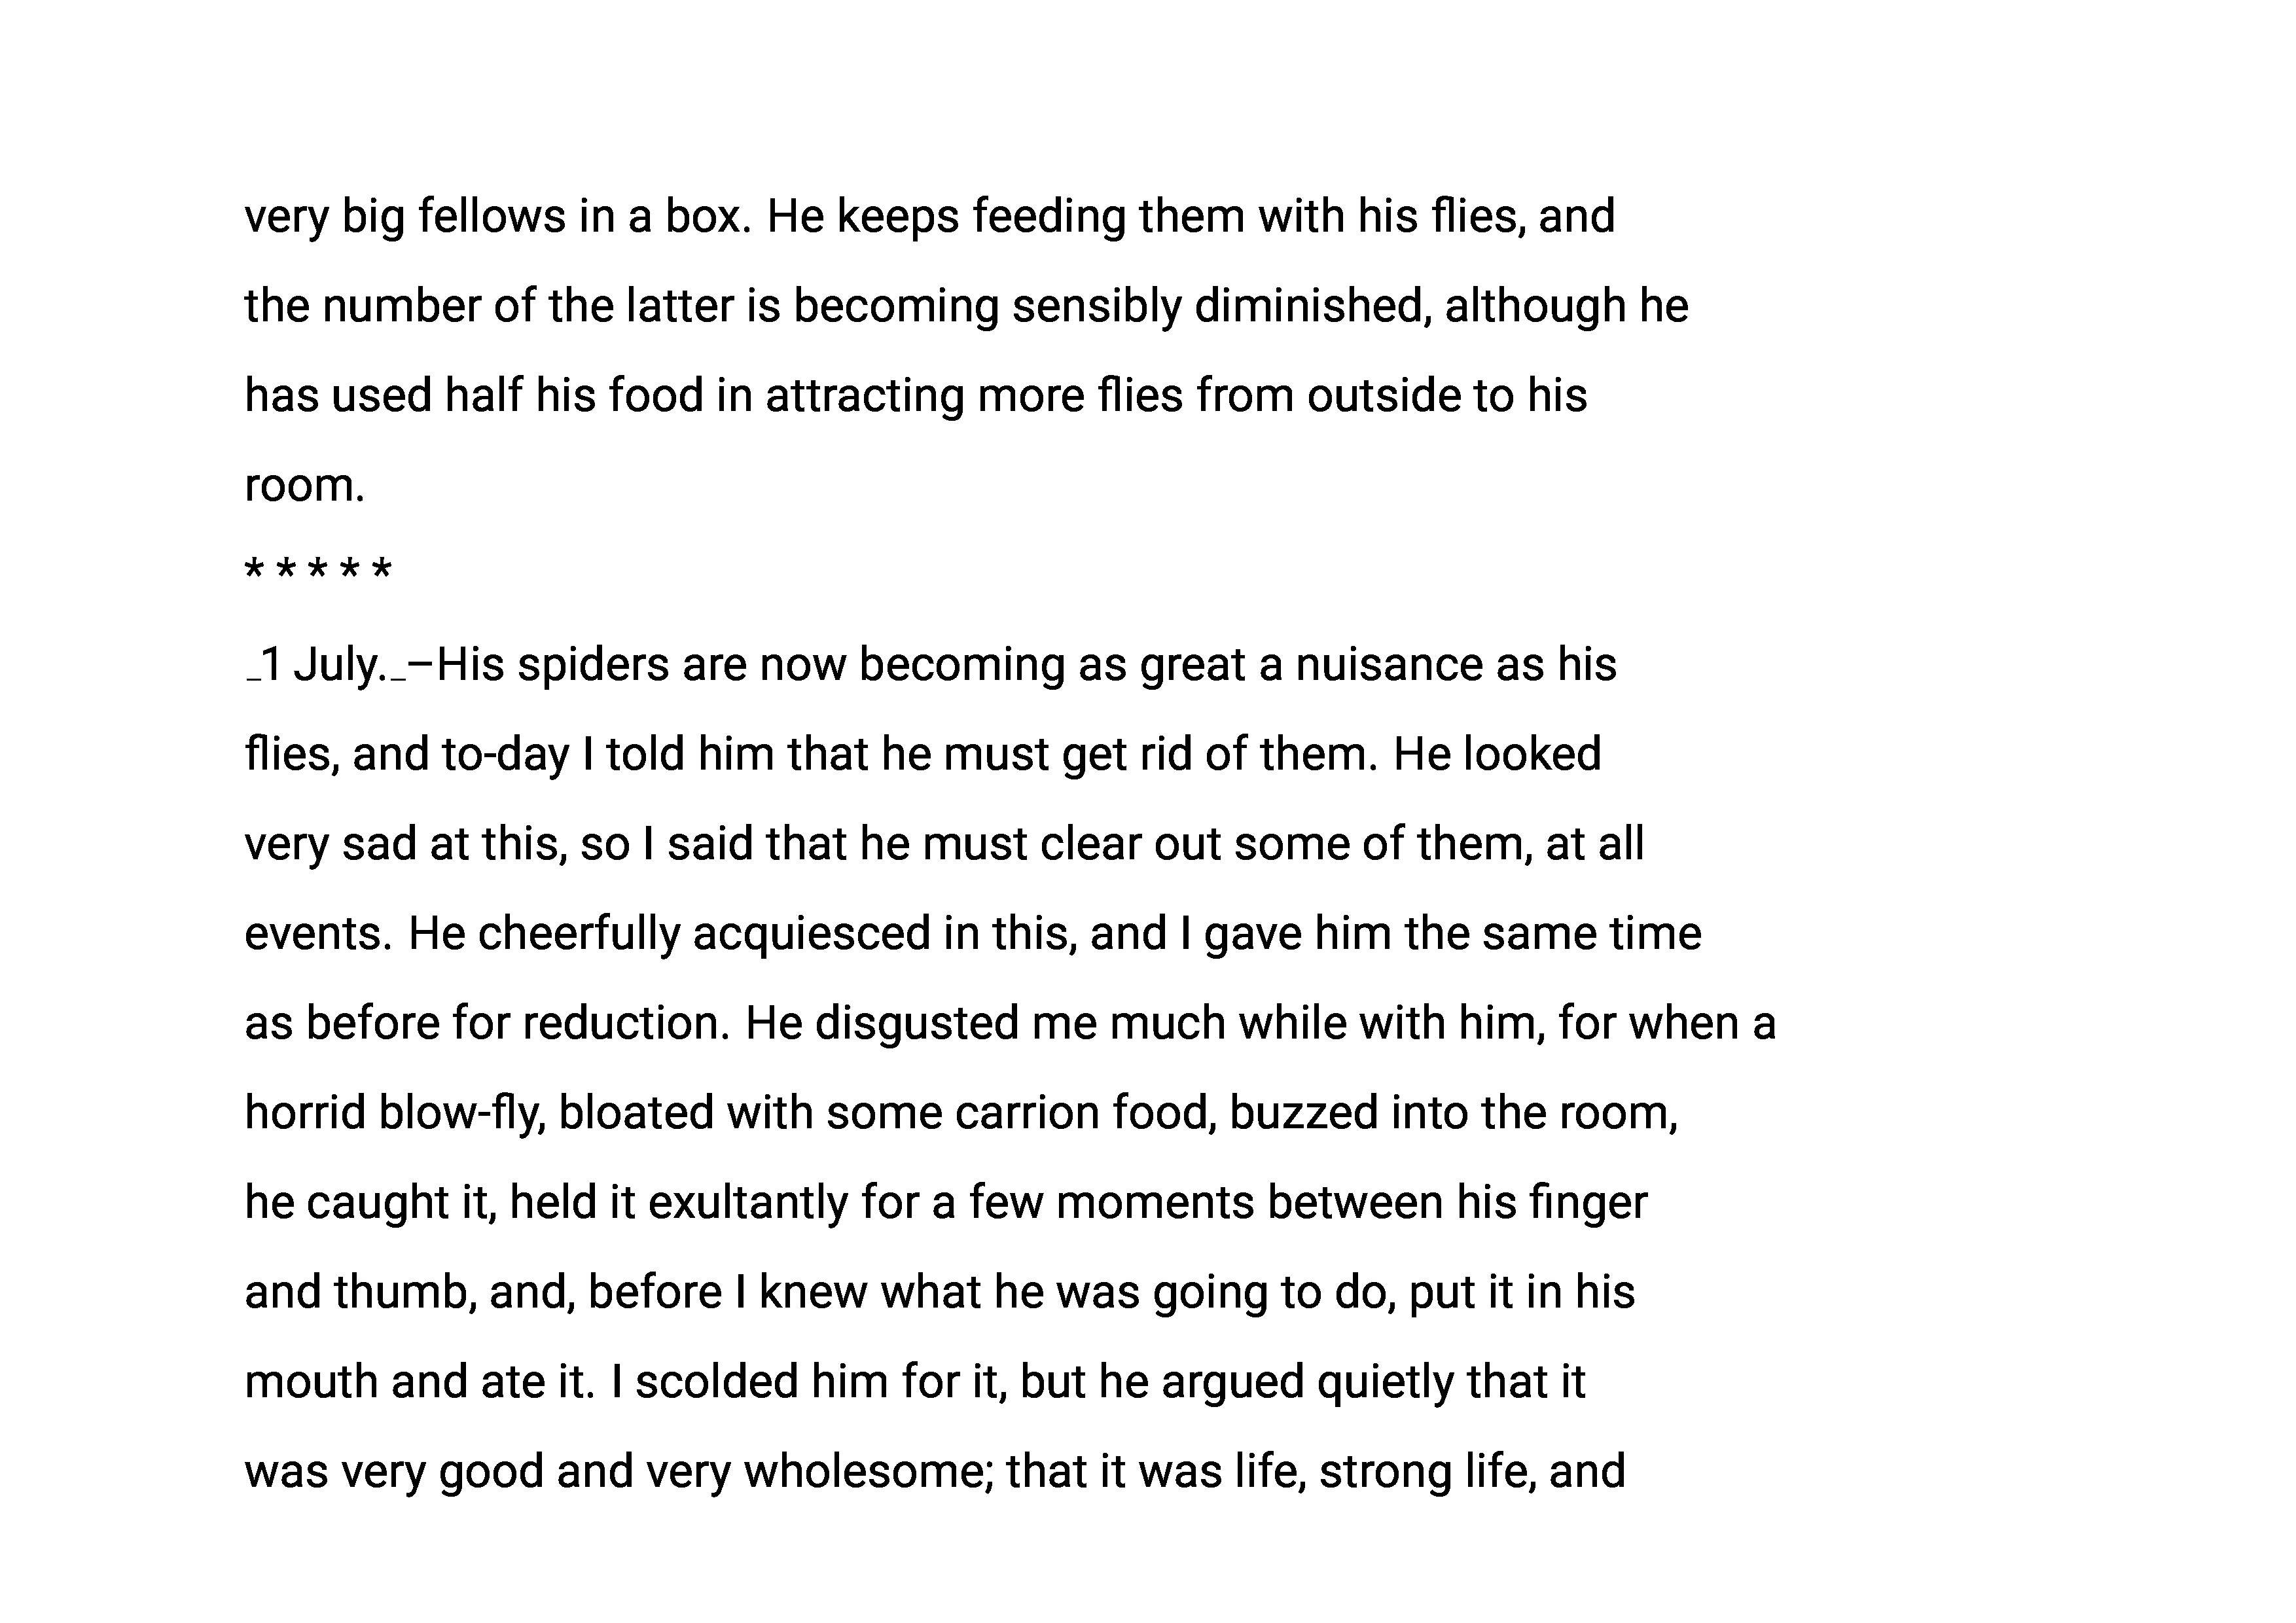 very big fellows in a box. He keeps feeding them with his flies, and
the number of the latter is becoming sensibly diminished, although he
has used half his food in attracting more flies from outside to his
room.
* * * * *
_1 July._–His spiders are now becoming as great a nuisance as his
flies, and to-day I told him that he must get rid of them. He looked
very sad at this, so I said that he must clear out some of them, at all
events. He cheerfully acquiesced in this, and I gave him the same time
as before for reduction. He disgusted me much while with him, for when a
horrid blow-fly, bloated with some carrion food, buzzed into the room,
he caught it, held it exultantly for a few moments between his finger
and thumb, and, before I knew what he was going to do, put it in his
mouth and ate it. I scolded him for it, but he argued quietly that it
was very good and very wholesome; that it was life, strong life, and